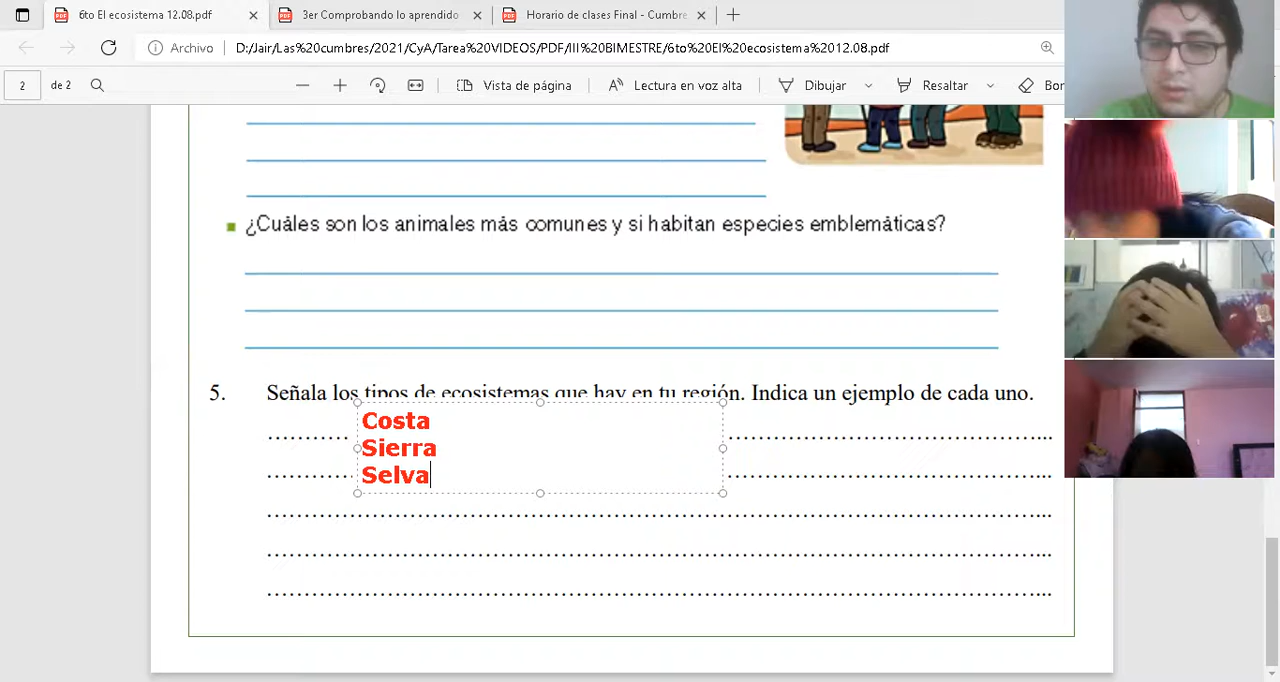 6to El ecosistema 12.08.pdf
3er Comprobando lo aprendido
Horario de clases Final - Cumbre
Archivo D:/Jair/Las%20cumbres/2021/CyA/Tarea%20VIDEOS/PDF/III%20BIMESTRE/6to%20El%20ecosistema%2012.08.pdf
2 de 2 Vista de página Lectura en voz alta Dibujar Resaltar Bor
¿Cuáles son los animales más comunes y si habitan especies emblemáticas?
5. Señala los tipos de ecosistemas que hay en tu región. Indica un ejemplo de cada uno.
Costa
Sierra
Selva